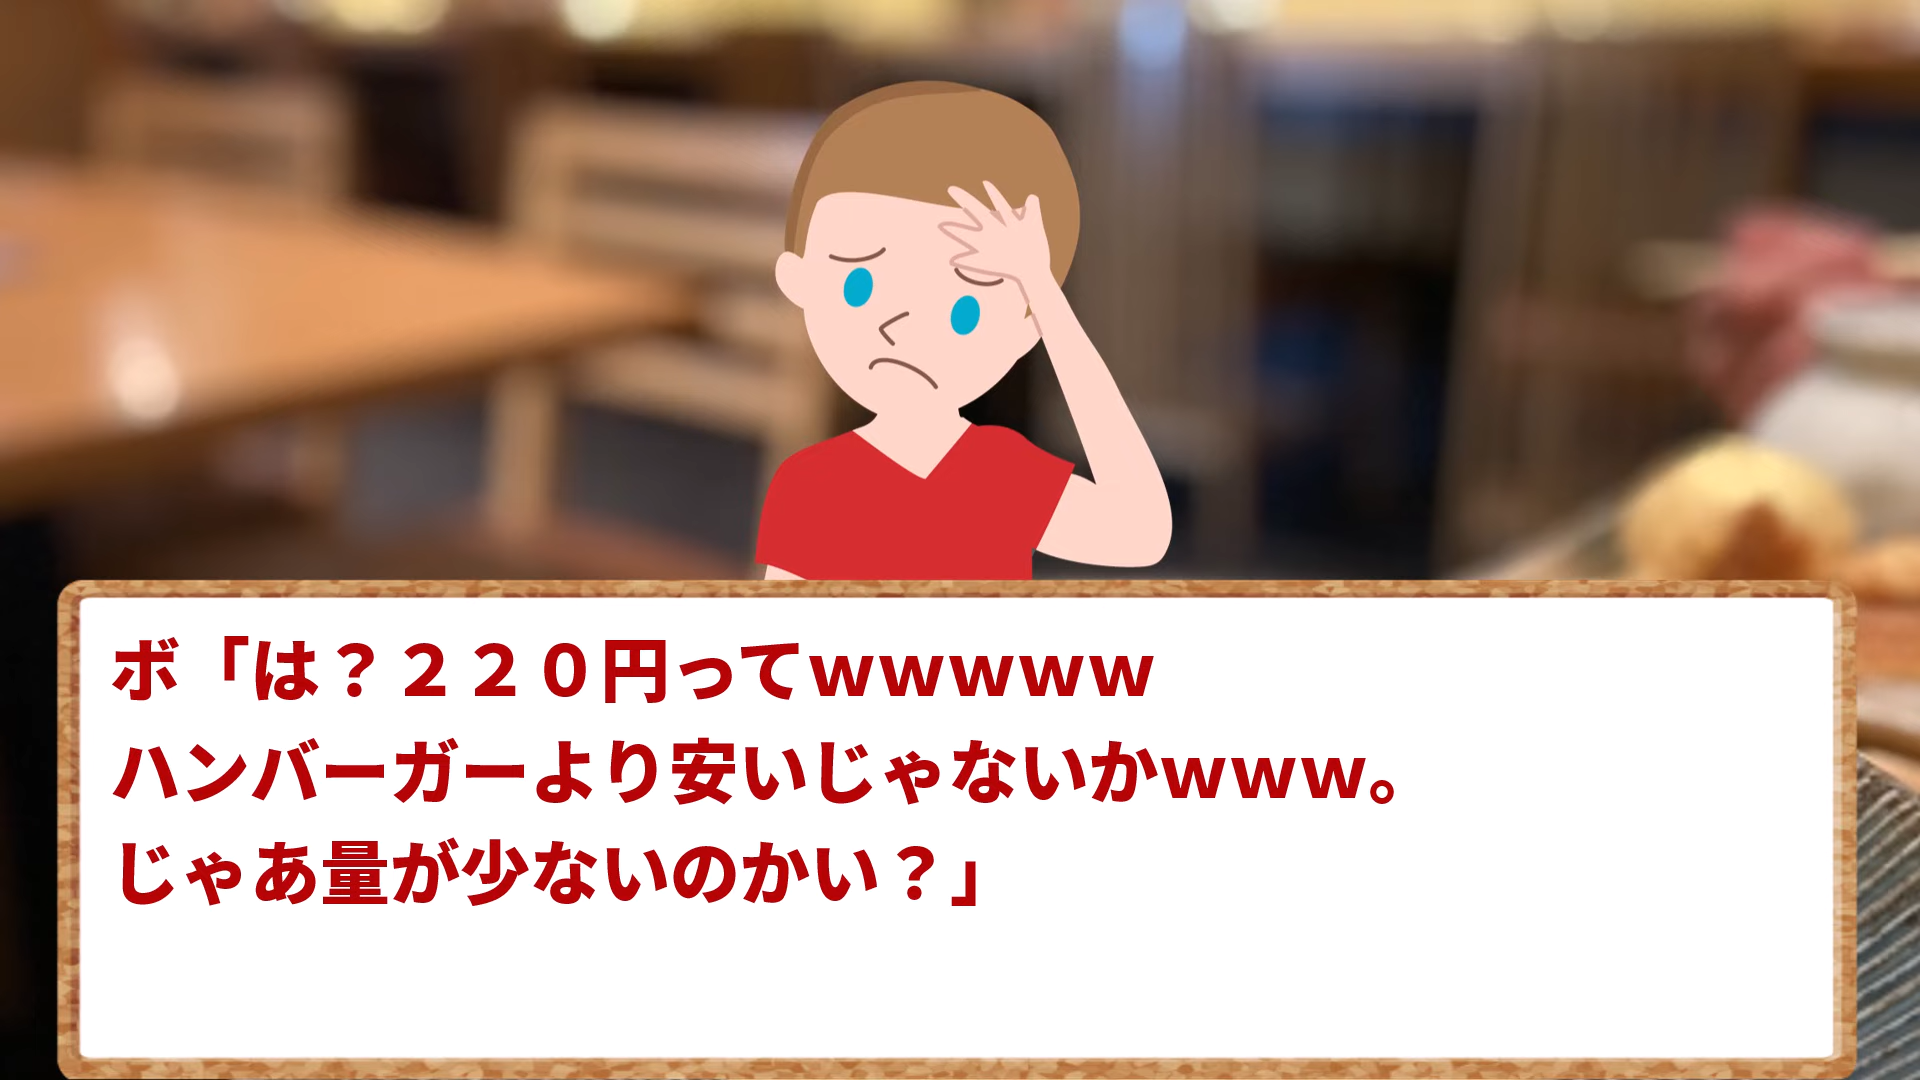 ボ「は？２２０円ってｗｗｗｗｗ
ハンバーガーより安いじゃないかｗｗｗ。
じゃあ量が少ないのかい？」